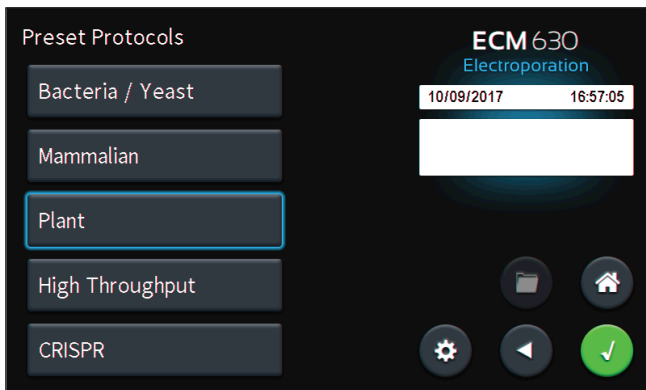 Preset Protocols
Bacteria / Yeast
Mammalian
Plant
High Throughput
CRISPR
ECM 630
Electroporation
10/09/2017 16:57:05